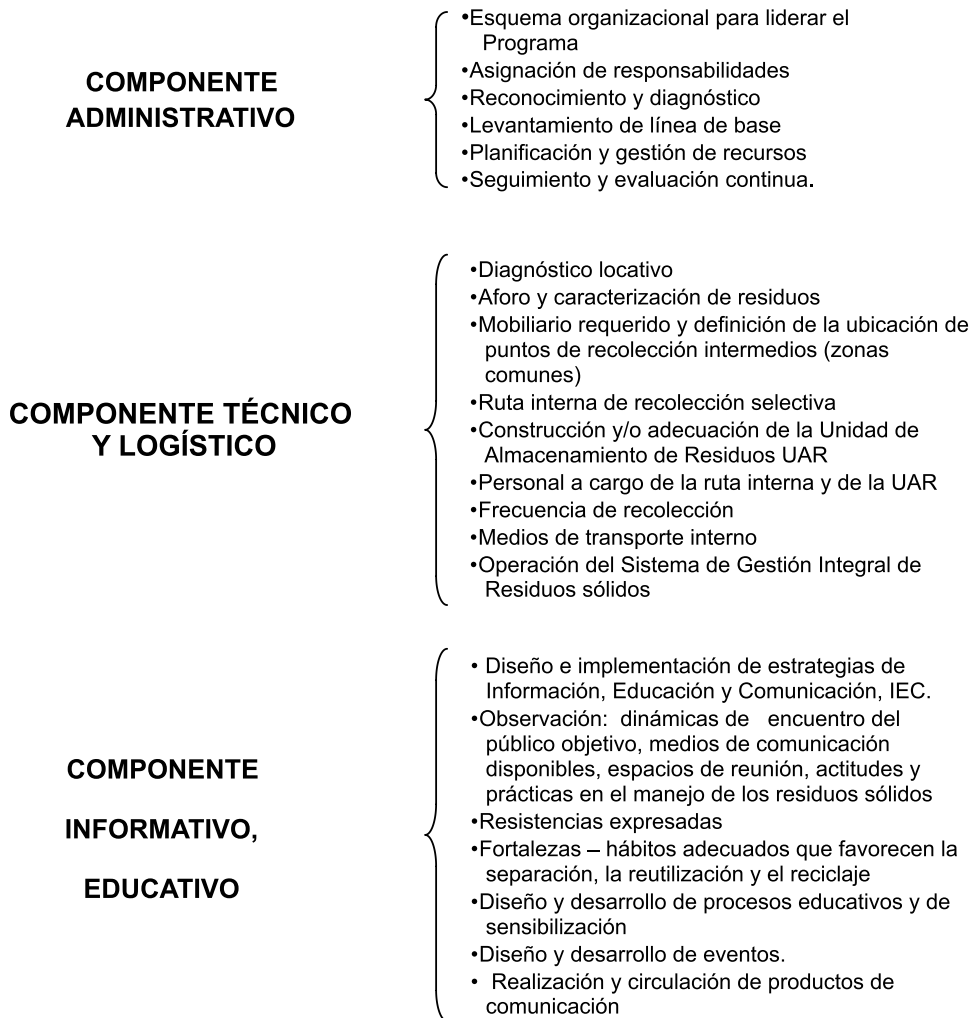 COMPONENTE
ADMINISTRATIVO
•Esquema organizacional para liderar el
Programa
•Asignación de responsabilidades
•Reconocimiento y diagnóstico
•Levantamiento de línea de base
•Planificación y gestión de recursos
•Seguimiento y evaluación continua.
COMPONENTE TÉCNICO
Y LOGÍSTICO
•Diagnóstico locativo
•Aforo y caracterización de residuos
•Mobiliario requerido y definición de la ubicación de
puntos de recolección intermedios (zonas
comunes)
•Ruta interna de recolección selectiva
•Construcción y/o adecuación de la Unidad de
Almacenamiento de Residuos UAR
•Personal a cargo de la ruta interna y de la UAR
•Frecuencia de recolección
•Medios de transporte interno
•Operación del Sistema de Gestión Integral de
Residuos sólidos
COMPONENTE
INFORMATIVO,
EDUCATIVO
• Diseño e implementación de estrategias de
Información, Educación y Comunicación, IEC.
•Observación: dinámicas de encuentro del
público objetivo, medios de comunicación
disponibles, espacios de reunión, actitudes y
prácticas en el manejo de los residuos sólidos
•Resistencias expresadas
•Fortalezas – hábitos adecuados que favorecen la
separación, la reutilización y el reciclaje
•Diseño y desarrollo de procesos educativos y de
sensibilización
•Diseño y desarrollo de eventos.
• Realización y circulación de productos de
comunicación